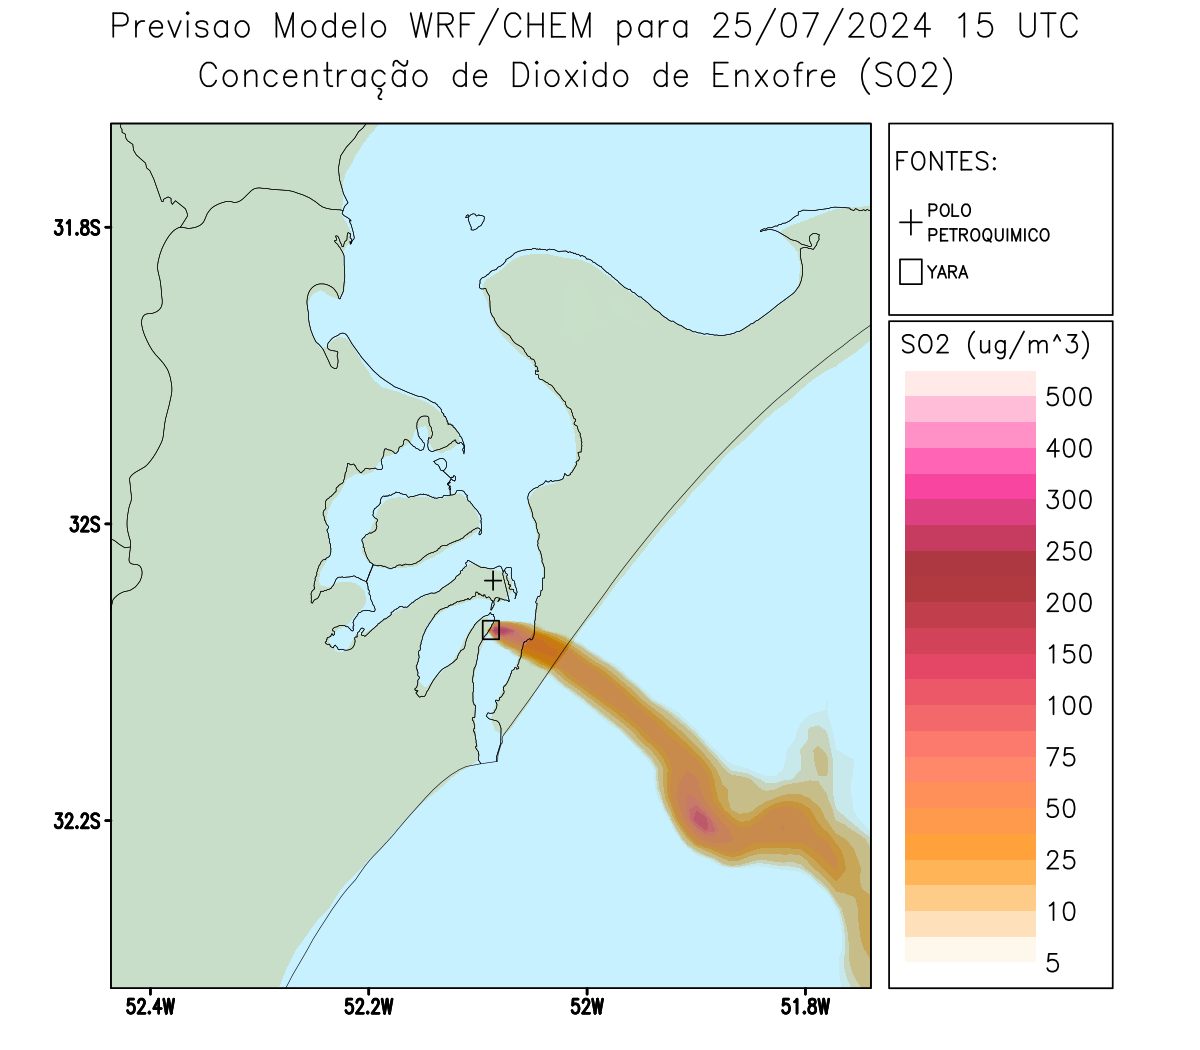 Previsao Modelo WRF/CHEM para 25/07/2024 15 UTC
Concentração de Dioxido de Enxofre (SO2)
FONTES:
POLO
PETROQUIMICO
YARA
SO2 (ug/m^3)
500
400
300
250
200
150
100
75
50
25
10
5
31.8S
32S
32.2S
52.4W
52.2W
52W
51.8W